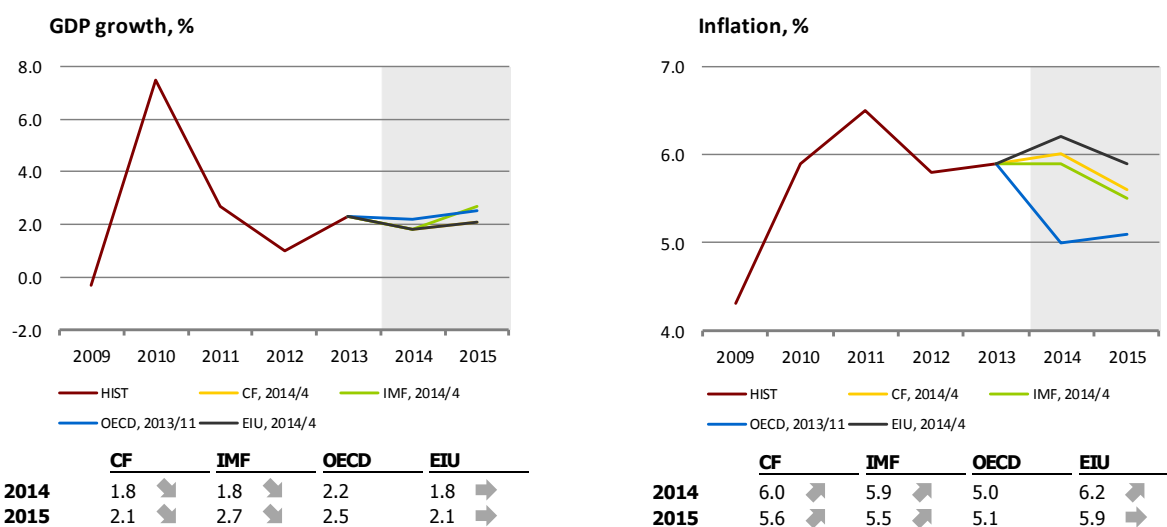 GDP growth, %
8.0
6.0
4.0
2.0
0.0
-2.0
2009 2010 2011 2012 2013 2014 2015
HIST CF, 2014/4 IMF, 2014/4
OECD, 2013/11 EIU, 2014/4
CF IMF OECD EIU
2014 1.8 1.8 2.2 1.8
2015 2.1 2.7 2.5 2.1
Inflation, %
7.0
6.0
5.0
4.0
2009 2010 2011 2012 2013 2014 2015
HIST CF, 2014/4 IMF, 2014/4
OECD, 2013/11 EIU, 2014/4
CF IMF OECD EIU
2014 6.0 5.9 5.0 6.2
2015 5.6 5.5 5.1 5.9